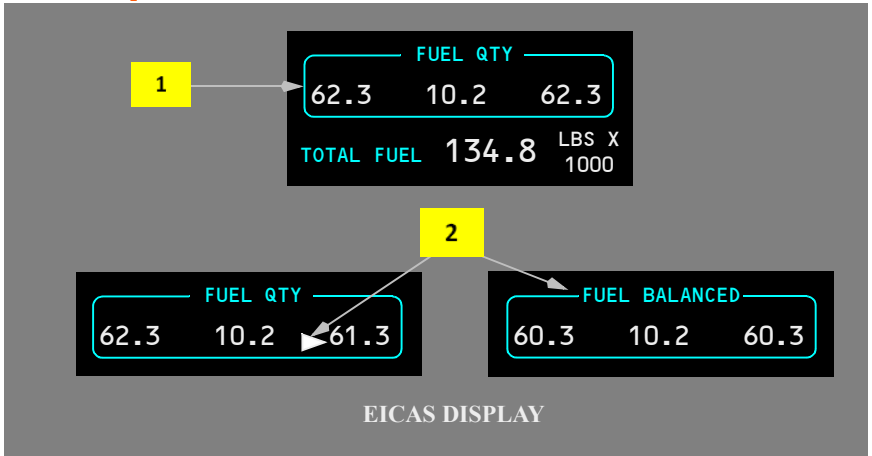 FUEL QTY
1
62.3 10.2 62.3
TOTAL FUEL 134.8 LBS X
1000
2
FUEL QTY
62.3 10.2 61.3
FUEL BALANCED
60.3 10.2 60.3
EICAS DISPLAY